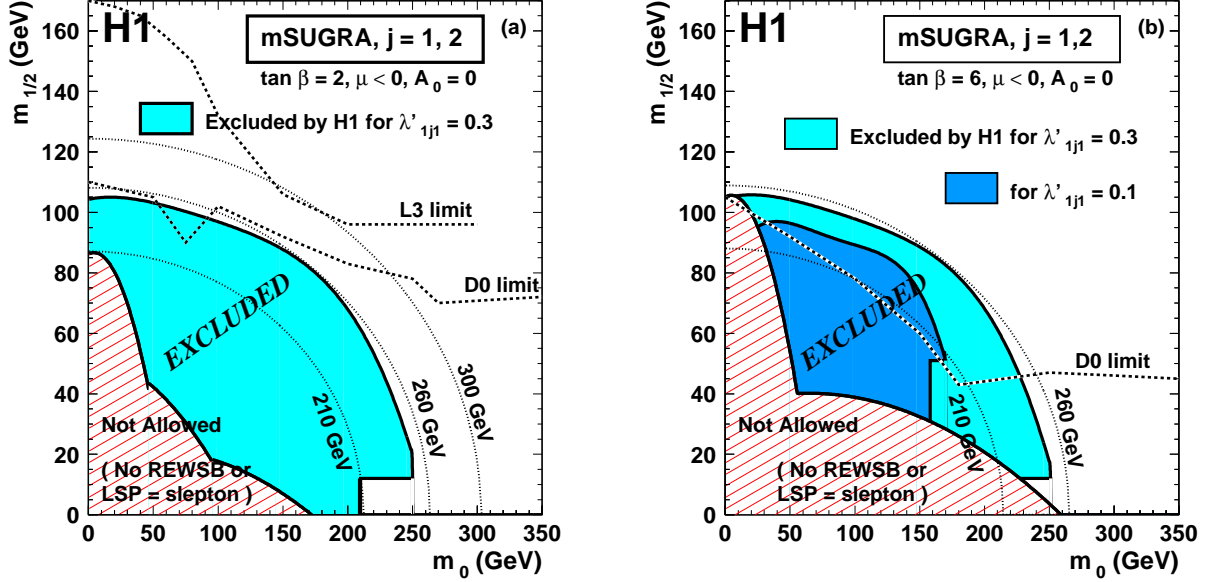 H1
(a)
mSUGRA, j = 1, 2
tan β = 2, μ < 0, A₀ = 0
Excluded by H1 for λ'₁ⱼ₁ = 0.3
L3 limit
D0 limit
EXCLUDED
210 GeV
260 GeV
300 GeV
Not Allowed
( No REWSB or
LSP = slepton )
m₁/₂ (GeV)
160
140
120
100
80
60
40
20
0
0 50 100 150 200 250 300 350
m₀ (GeV)
H1
(b)
mSUGRA, j = 1,2
tan β = 6, μ < 0, A₀ = 0
Excluded by H1 for λ'₁ⱼ₁ = 0.3
for λ'₁ⱼ₁ = 0.1
EXCLUDED
D0 limit
210 GeV
260 GeV
Not Allowed
( No REWSB or
LSP = slepton )
m₁/₂ (GeV)
160
140
120
100
80
60
40
20
0
0 50 100 150 200 250 300 350
m₀ (GeV)